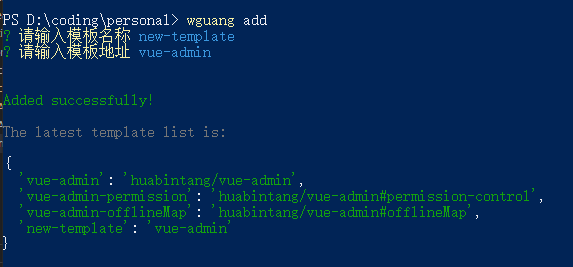 PS D:\coding\personal> wguang add
? 请输入模板名称 new-template
? 请输入模板地址 vue-admin
Added successfully!
The latest template list is:
{
'vue-admin': 'huabintang/vue-admin',
'vue-admin-permission': 'huabintang/vue-admin#permission-control',
'vue-admin-offlineMap': 'huabintang/vue-admin#offlineMap',
'new-template': 'vue-admin'
}